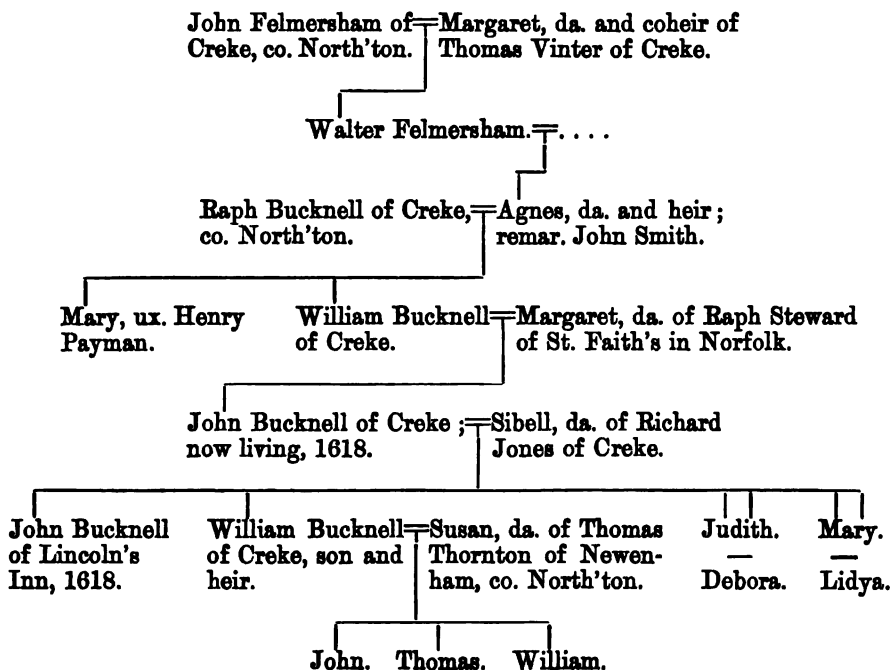 John Felmersham of Creke, co. North'ton.
Margaret, da. and coheir of Thomas Vinter of Creke.
Walter Felmersham. . . . .
Raph Bucknell of Creke, co. North'ton.
Agnes, da. and heir; remar. John Smith.
Mary, ux. Henry Payman.
William Bucknell of Creke.
Margaret, da. of Raph Steward of St. Faith's in Norfolk.
John Bucknell of Creke; now living, 1618.
Sibell, da. of Richard Jones of Creke.
John Bucknell of Lincoln's Inn, 1618.
William Bucknell of Creke, son and heir.
Susan, da. of Thomas Thornton of Newen-ham, co. North'ton.
Judith.
Debora.
Mary.
Lidya.
John. Thomas. William.